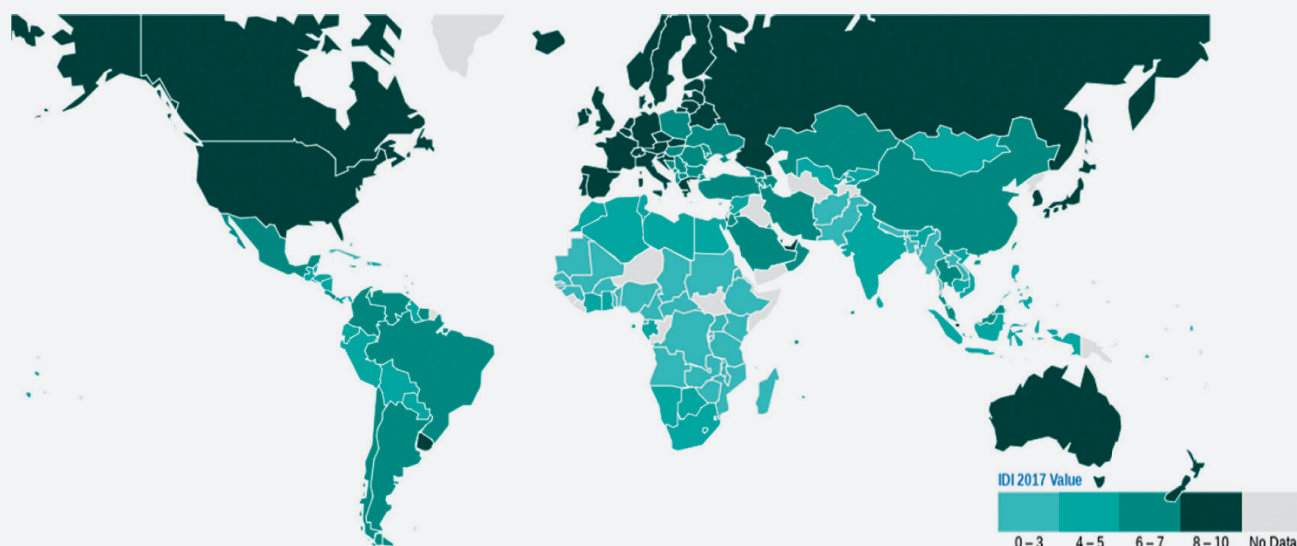 IDI 2017 Value
0 – 3 4 – 5 6 – 7 8 – 10 No Data